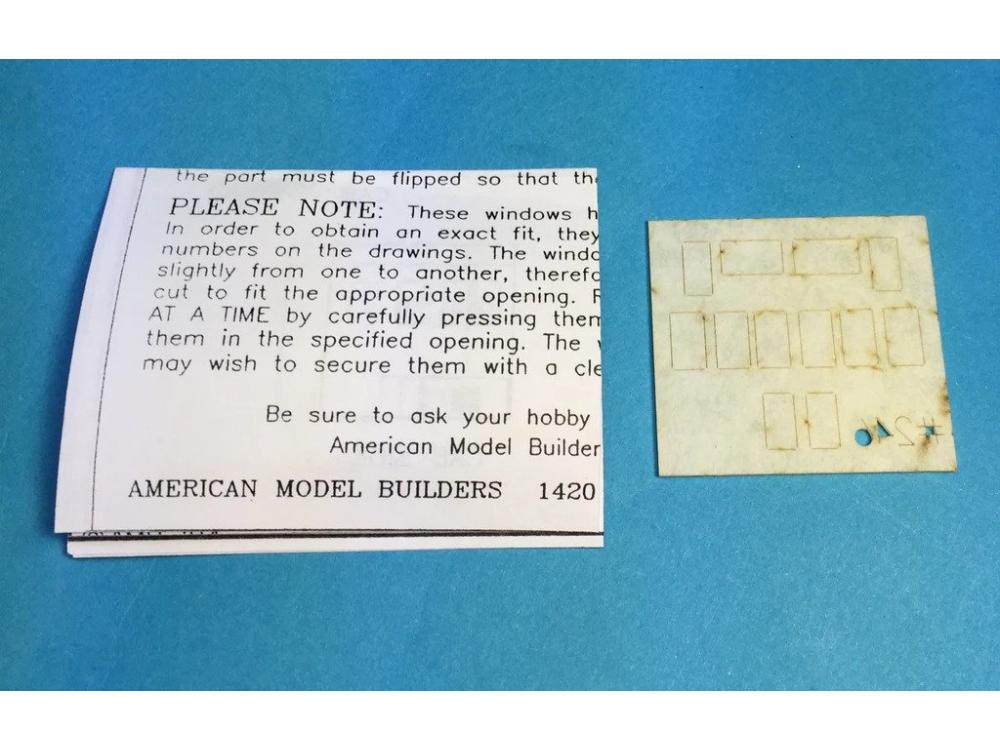 the part must be flipped so that th
PLEASE NOTE: These windows h
In order to obtain an exact fit, they
numbers on the drawings. The windo
slightly from one to another, therefo
cut to fit the appropriate opening. R
AT A TIME by carefully pressing them
them in the specified opening. The
may wish to secure them with a cle
Be sure to ask your hobby
American Model Builder
AMERICAN MODEL BUILDERS 1420